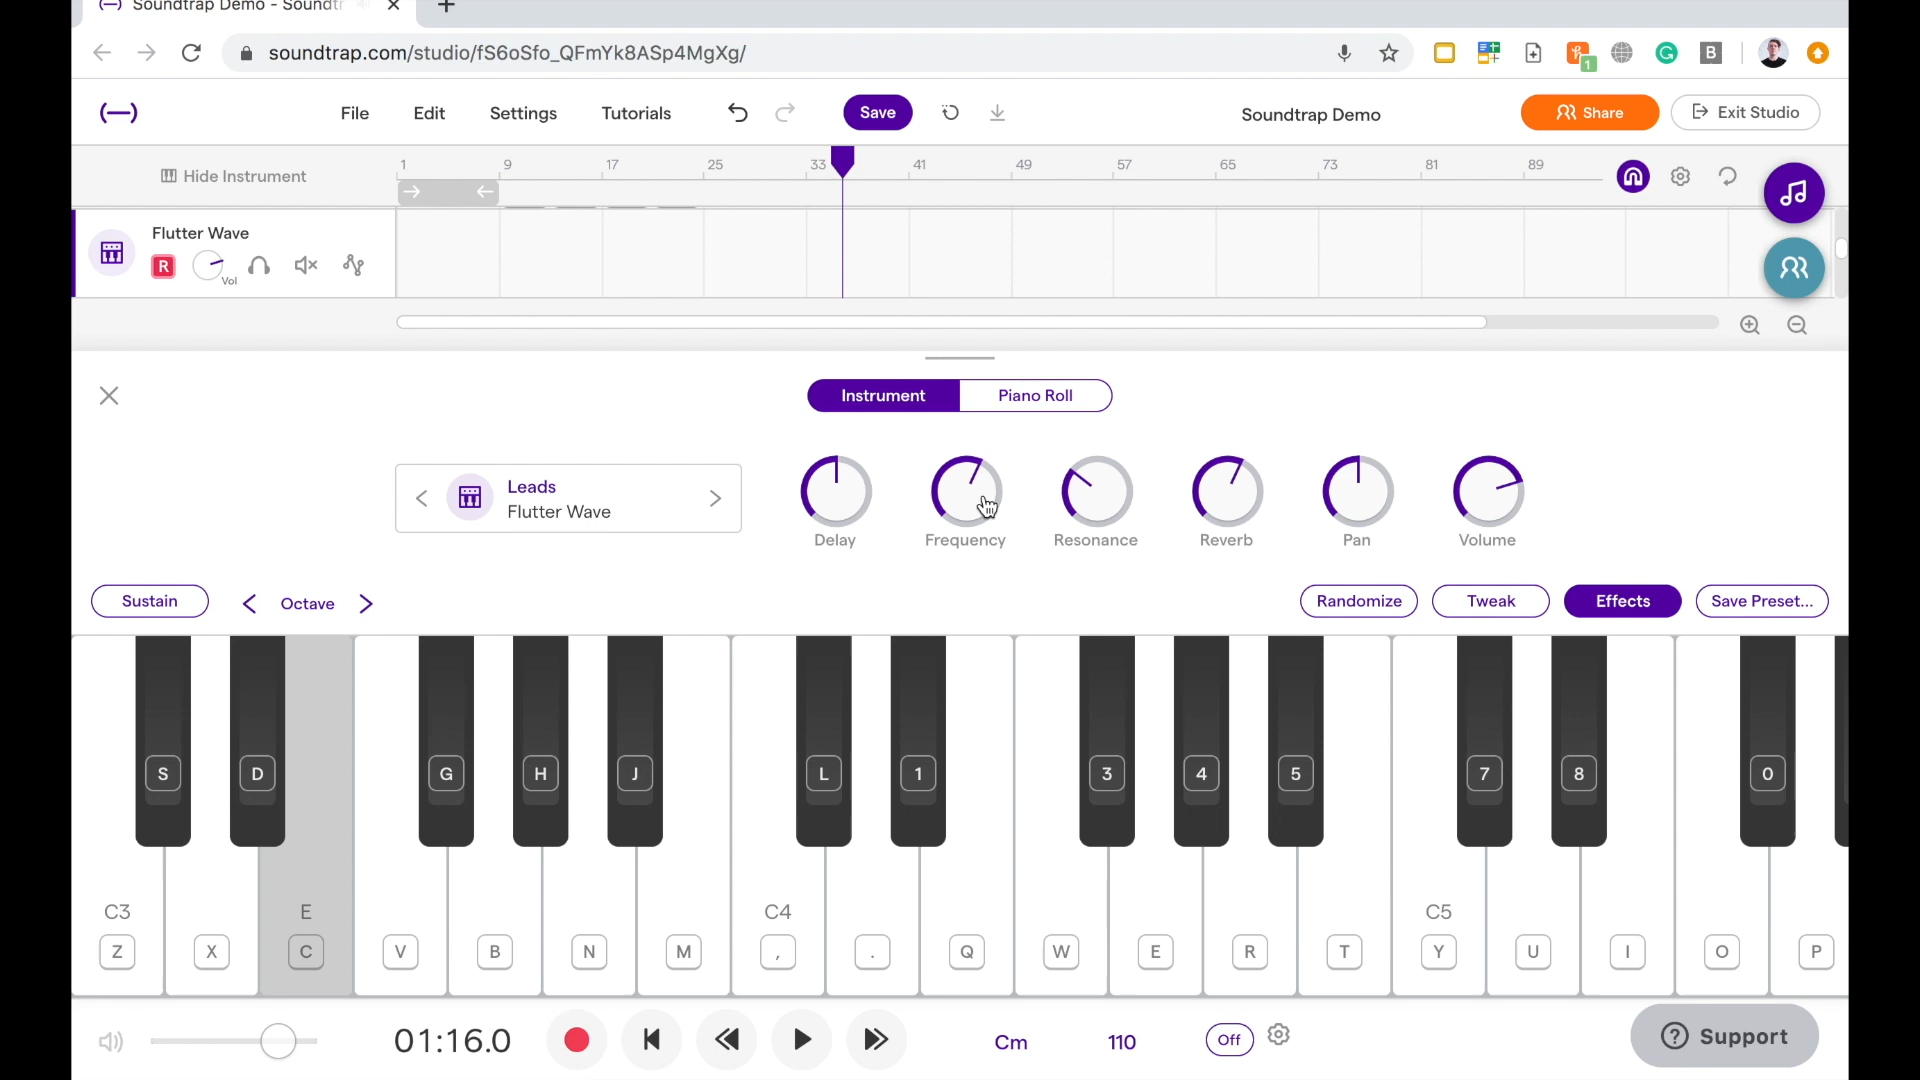 Soundtrap Demo - Soundtr
soundtrap.com/studio/fS6oSfo_QFmYk8ASp4MgXg/
1
B
File Edit Settings Tutorials Save Soundtrap Demo Share Exit Studio
Hide Instrument
1 9 17 25 33 41 49 57 65 73 81 89
Flutter Wave
R
Vol
Instrument Piano Roll
Leads
Flutter Wave
Delay Frequency Resonance Reverb Pan Volume
Sustain Octave Randomize Tweak Effects Save Preset...
S D G H J L 1 3 4 5 7 8 0
C3 E C4 C5
Z X C V B N M , . Q W E R T Y U I O P
01:16.0 Cm 110 Off Support